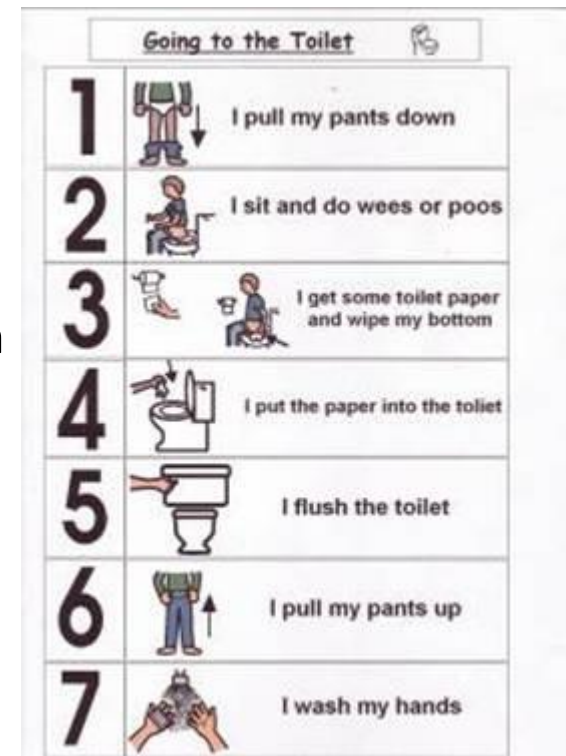 Going to the Toilet
1
I pull my pants down
2
I sit and do wees or poos
3
I get some toilet paper
and wipe my bottom
4
I put the paper into the toliet
5
I flush the toilet
6
I pull my pants up
7
I wash my hands